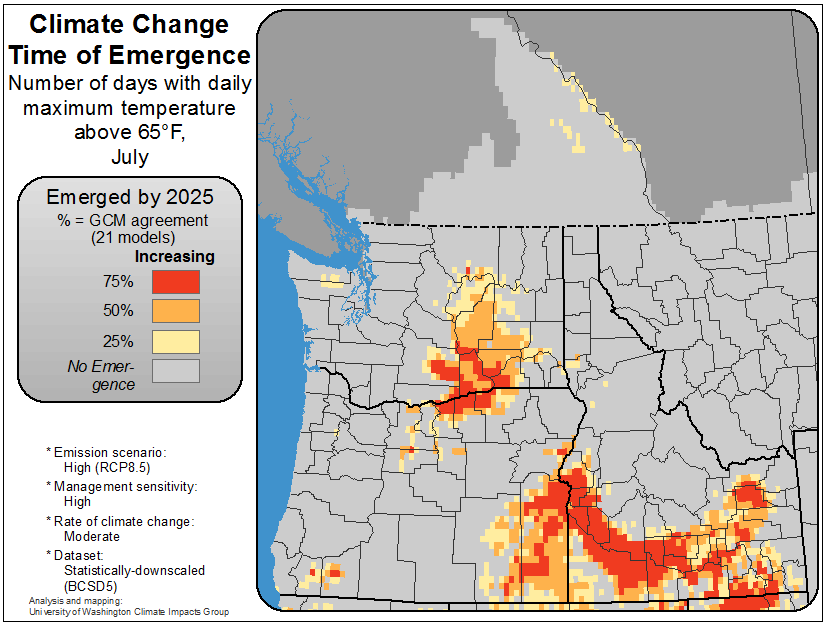 Climate Change
Time of Emergence
Number of days with daily
maximum temperature
above 65°F,
July
Emerged by 2025
% = GCM agreement
(21 models)
Increasing
75%
50%
25%
No Emer-
gence
* Emission scenario:
High (RCP8.5)
* Management sensitivity:
High
* Rate of climate change:
Moderate
* Dataset:
Statistically-downscaled
(BCSD5)
Analysis and mapping:
University of Washington Climate Impacts Group